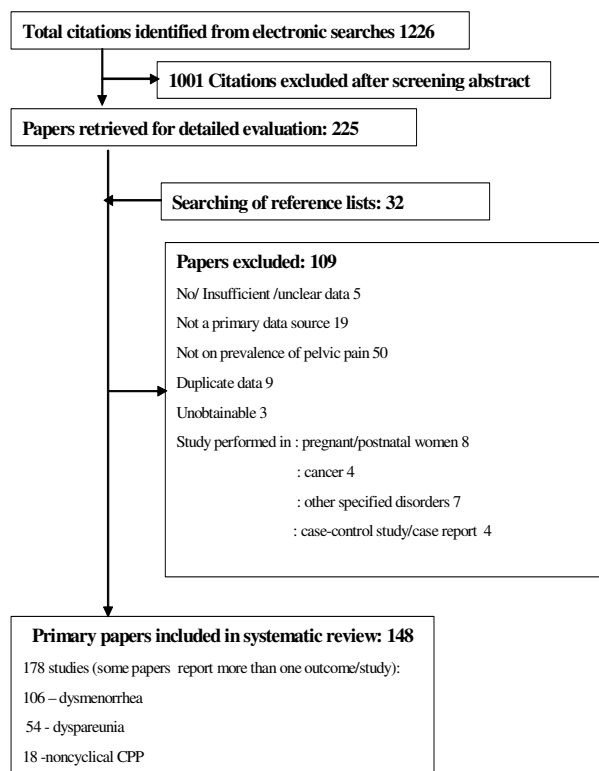 Total citations identified from electronic searches 1226
1001 Citations excluded after screening abstract
Papers retrieved for detailed evaluation: 225
Searching of reference lists: 32
Papers excluded: 109
No/ Insufficient /unclear data 5
Not a primary data source 19
Not on prevalence of pelvic pain 50
Duplicate data 9
Unobtainable 3
Study performed in : pregnant/postnatal women 8
: cancer 4
: other specified disorders 7
: case-control study/case report 4
Primary papers included in systematic review: 148
178 studies (some papers report more than one outcome/study):
106 – dysmenorrhea
54 - dyspareunia
18 -noncyclical CPP